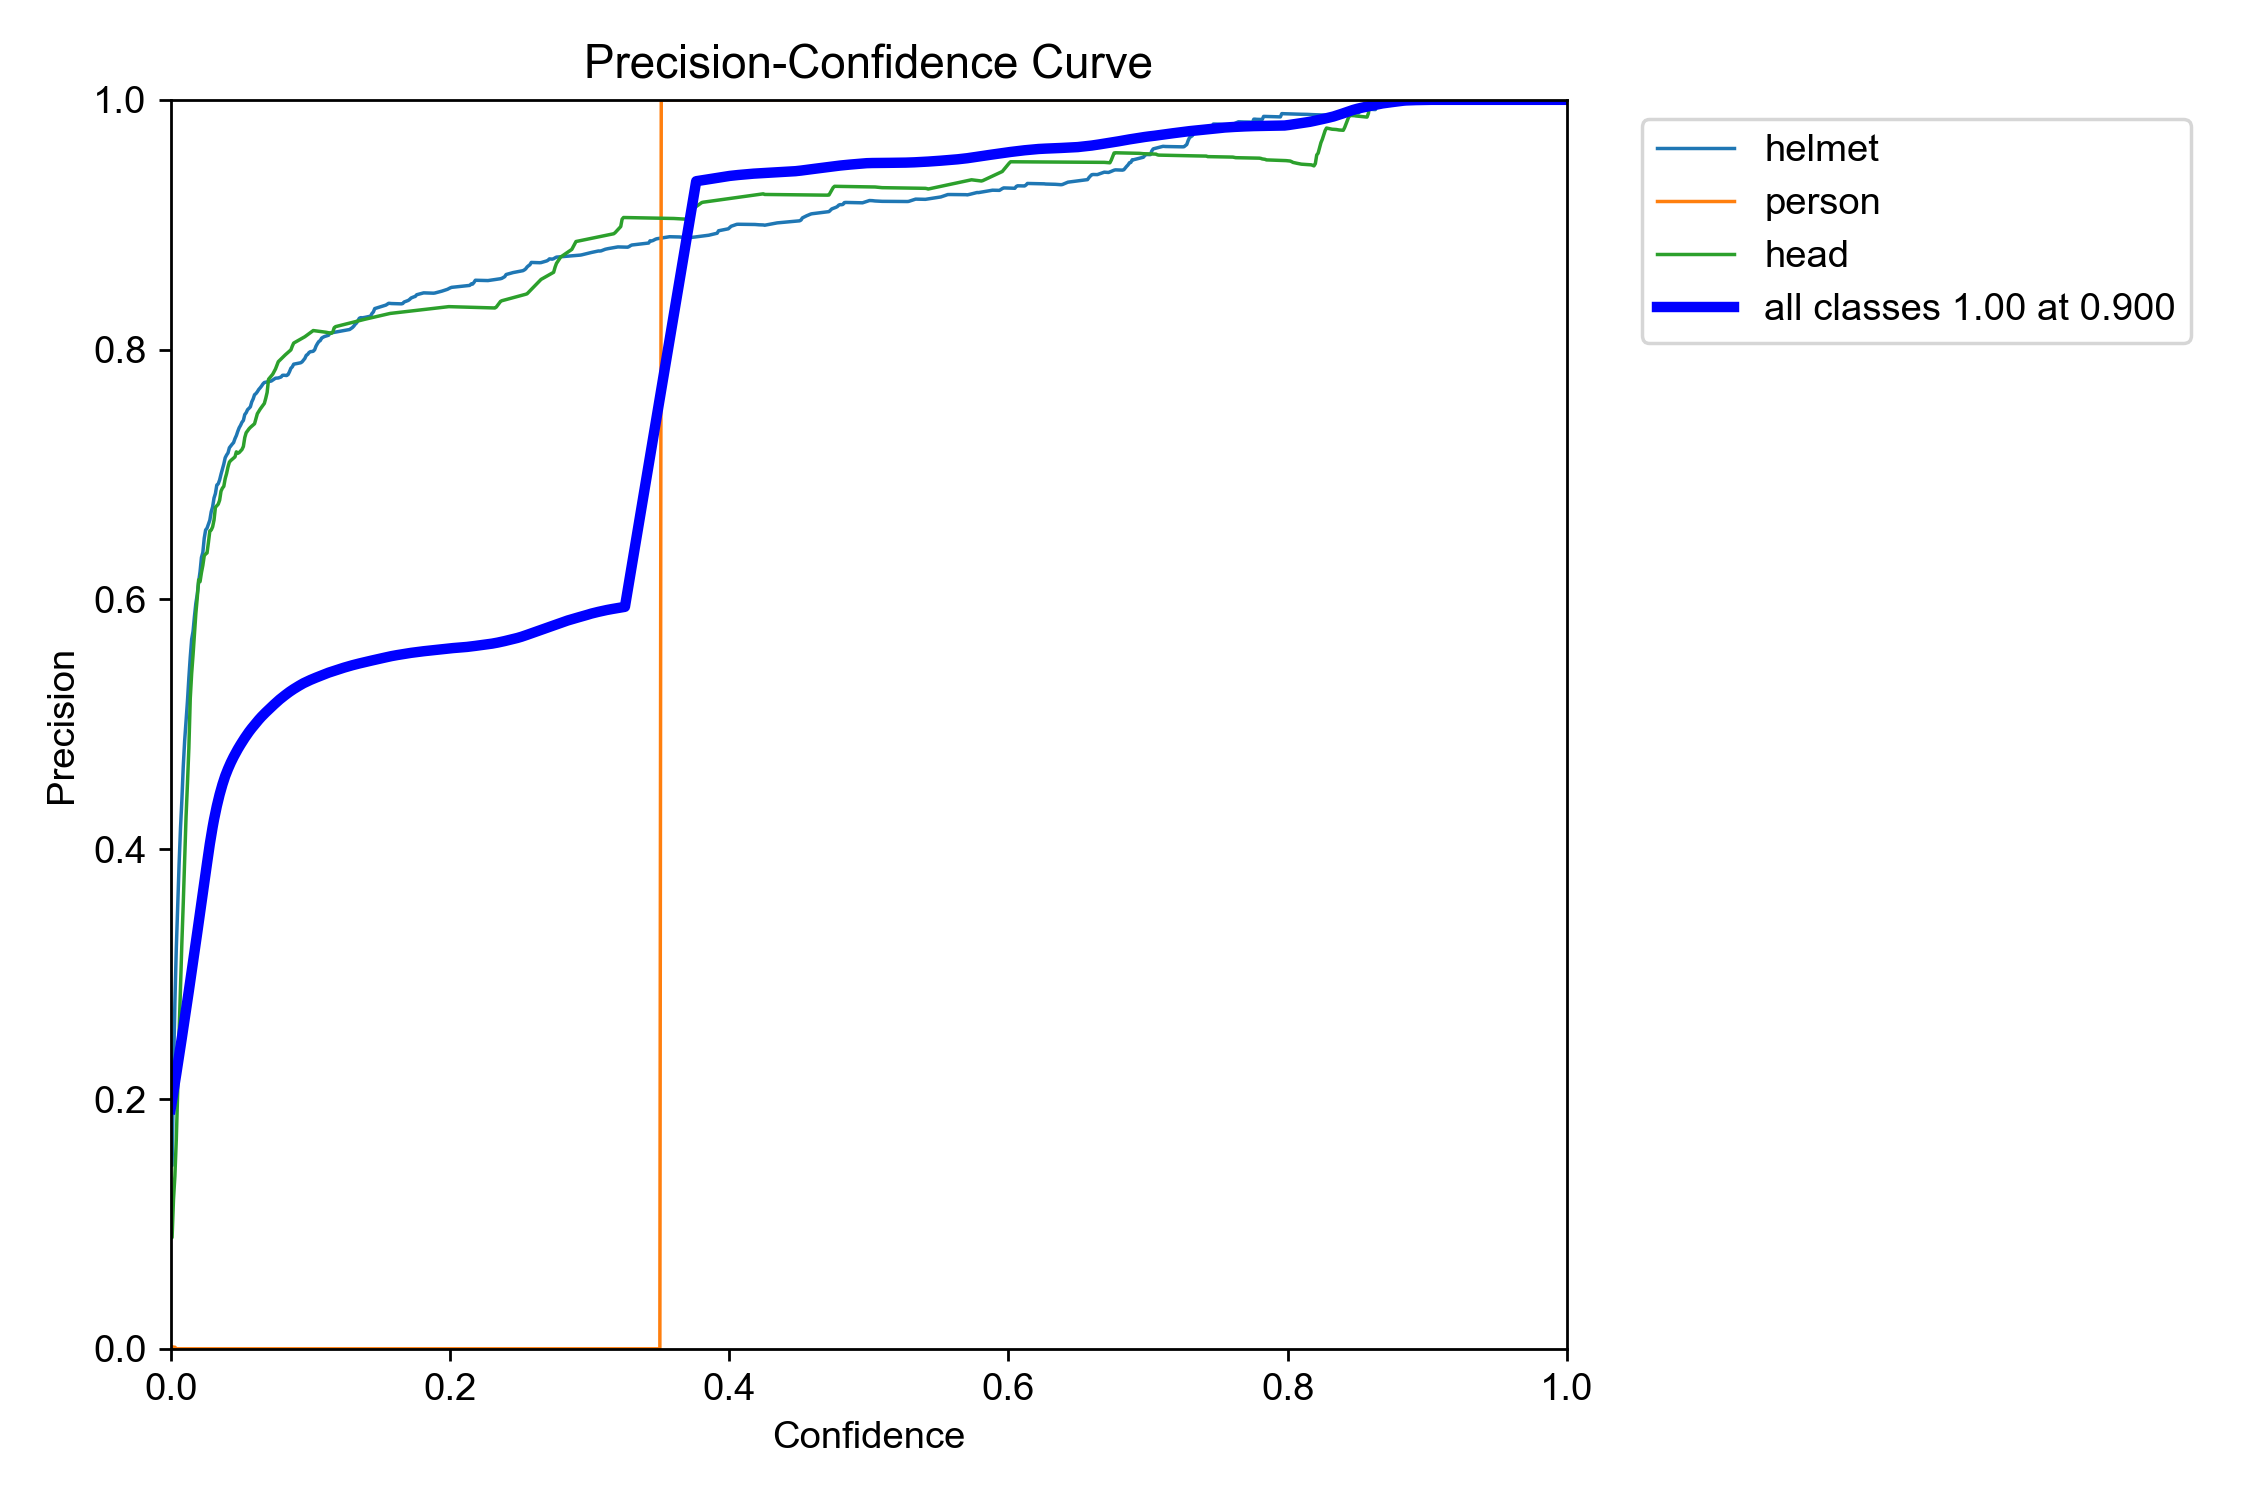 Precision-Confidence Curve
1.0
0.8
0.6
0.4
0.2
0.0
Precision
0.0 0.2 0.4 0.6 0.8 1.0
Confidence
helmet
person
head
all classes 1.00 at 0.900